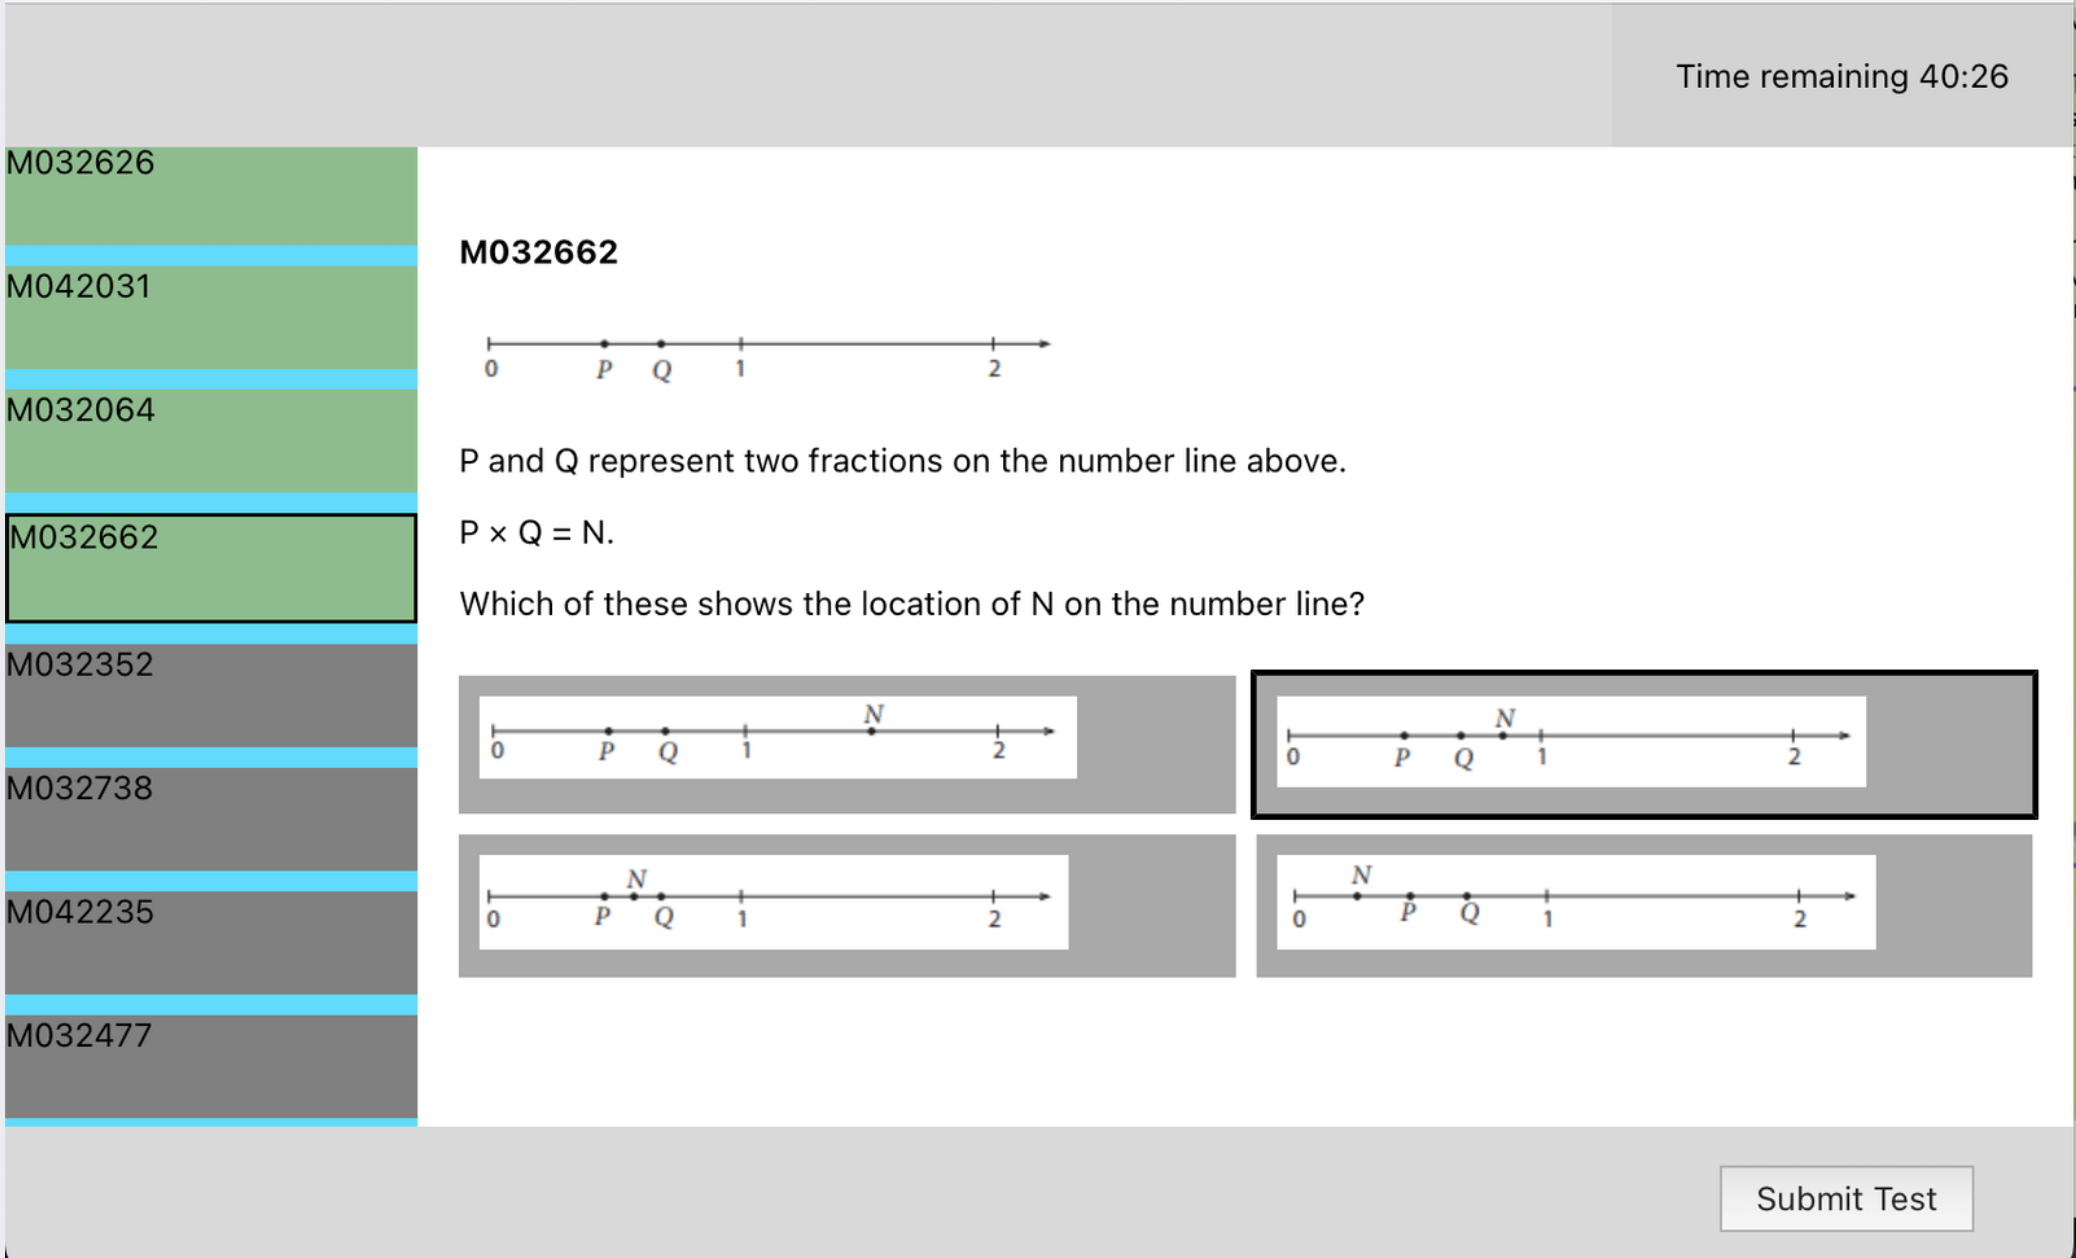 Time remaining 40:26
M032626
M042031
M032064
M032662
M032352
M032738
M042235
M032477
M032662
0 P Q 1 2
P and Q represent two fractions on the number line above.
P × Q = N.
Which of these shows the location of N on the number line?
N
0 P Q 1 2
N
0 P Q 1 2
N
0 P Q 1 2
N
0 P Q 1 2
Submit Test